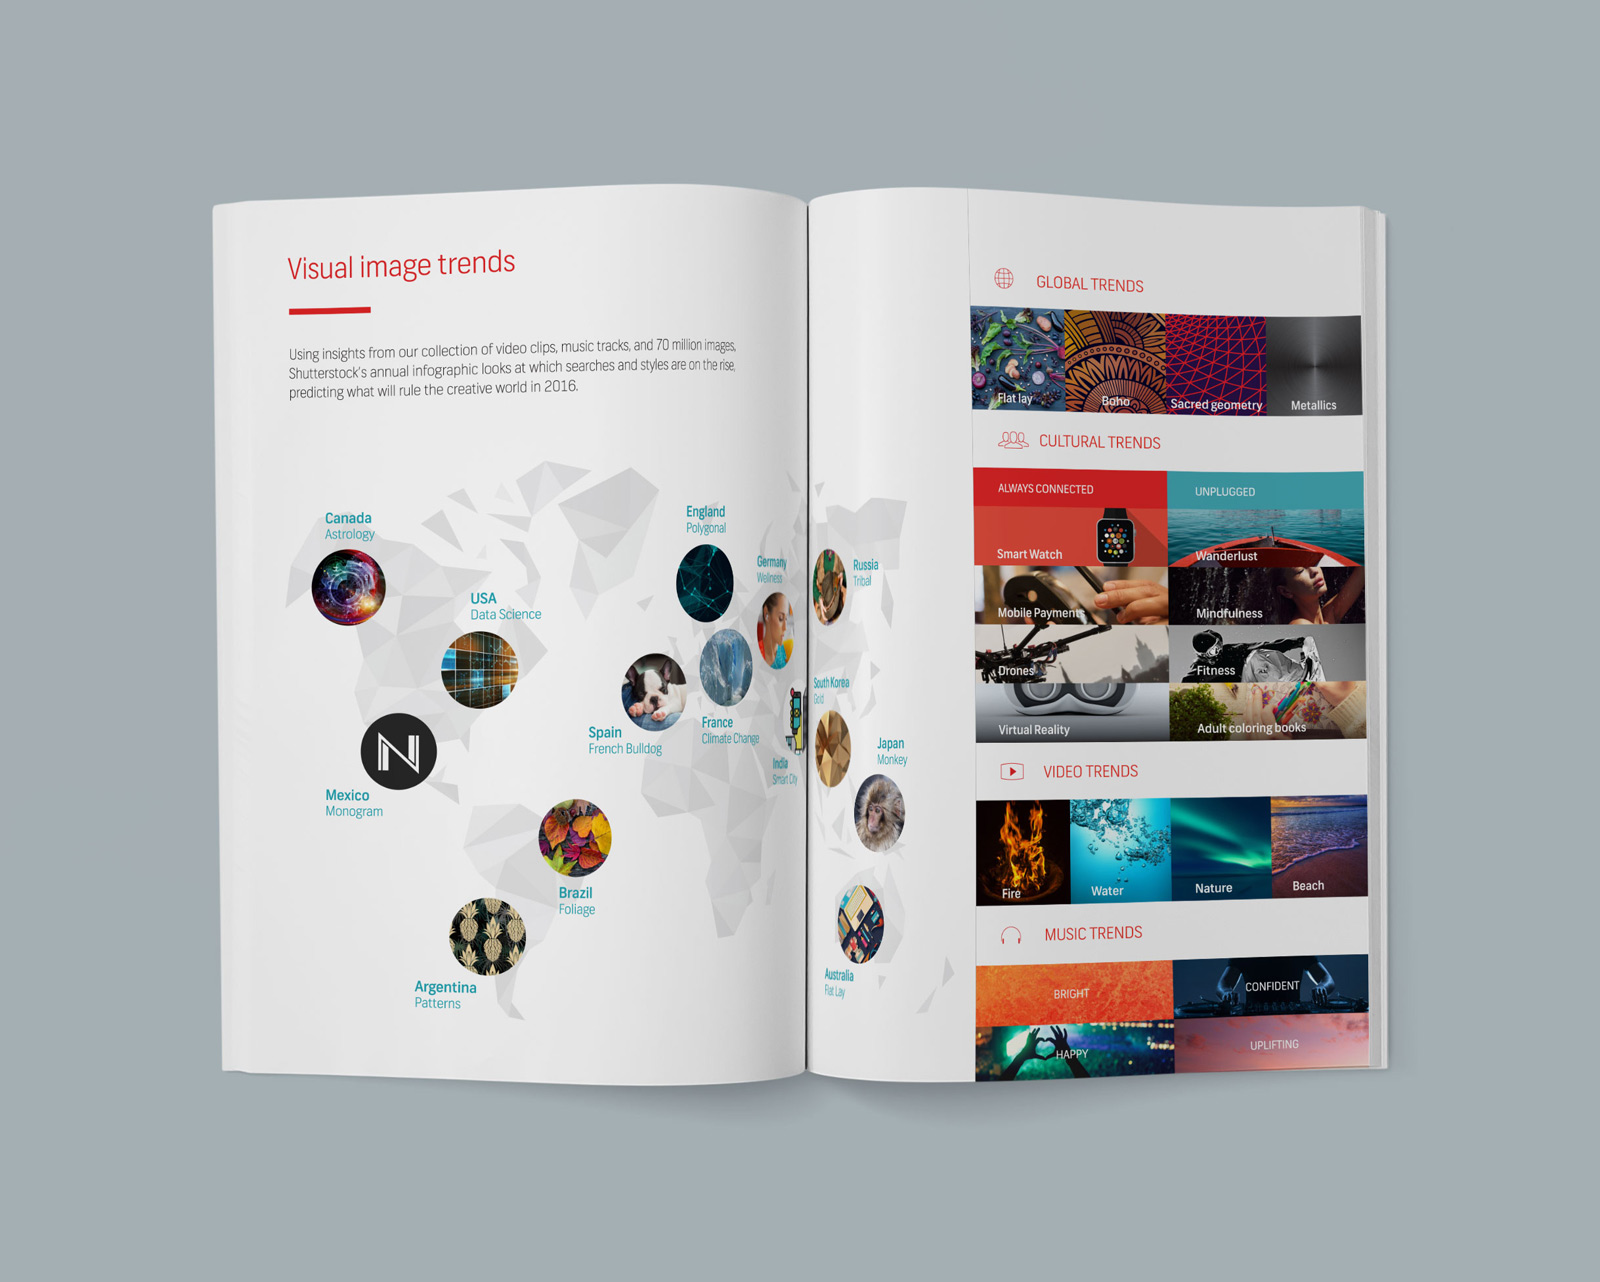 Visual image trends
Using insights from our collection of video clips, music tracks, and 70 million images,
Shutterstock's annual infographic looks at which searches and styles are on the rise,
predicting what will rule the creative world in 2016.
Canada
Astrology
USA
Data Science
Mexico
Monogram
N
Brazil
Foliage
Argentina
Patterns
England
Polygonal
Germany
Wellness
Spain
French Bulldog
France
Climate Change
India
Smart City
Russia
Tribal
South Korea
Gold
Japan
Monkey
Australia
Flat Lay
GLOBAL TRENDS
Flat lay
Boho
Sacred geometry
Metallics
CULTURAL TRENDS
ALWAYS CONNECTED
UNPLUGGED
Smart Watch
Wanderlust
Mobile Payments
Mindfulness
Drones
Fitness
Virtual Reality
Adult coloring books
VIDEO TRENDS
Fire
Water
Nature
Beach
MUSIC TRENDS
BRIGHT
CONFIDENT
HAPPY
UPLIFTING